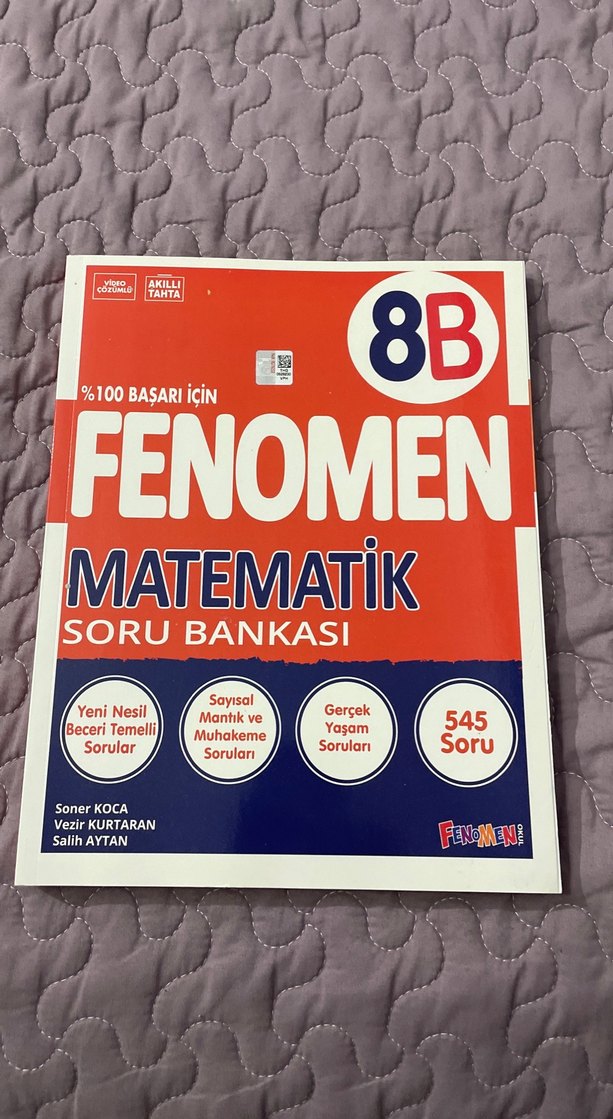 VİDEO
ÇÖZÜMLÜ
AKILLI
TAHTA
8B
%100 BAŞARI İÇİN
FENOMEN
MATEMATİK
SORU BANKASI
Yeni Nesil
Beceri Temelli
Sorular
Sayısal
Mantık ve
Muhakeme
Soruları
Gerçek
Yaşam
Soruları
545
Soru
Soner KOCA
Vezir KURTARAN
Salih AYTAN
FENOMEN
OKUL